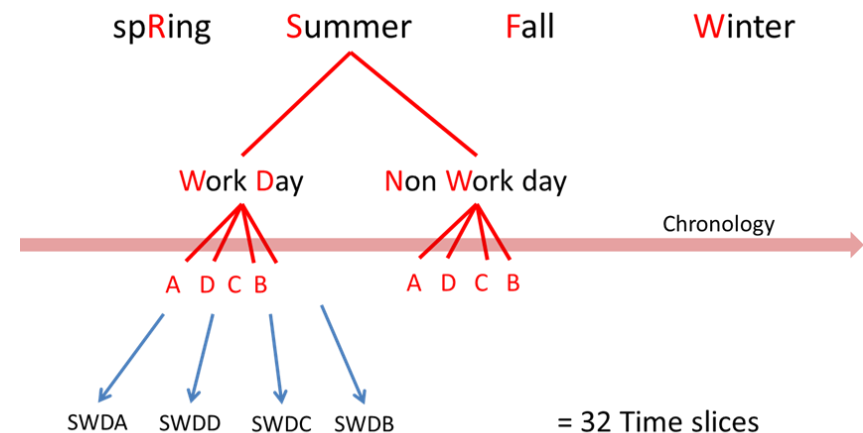 spRing Summer Fall Winter
Work Day Non Work day
Chronology
A D C B A D C B
SWDA SWDD SWDC SWDB = 32 Time slices